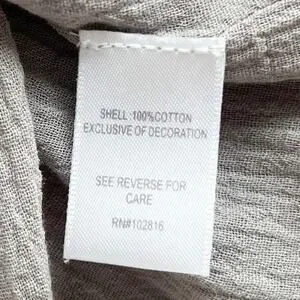 SHELL :100%COTTON
EXCLUSIVE OF DECORATION
SEE REVERSE FOR
CARE
RN#102816